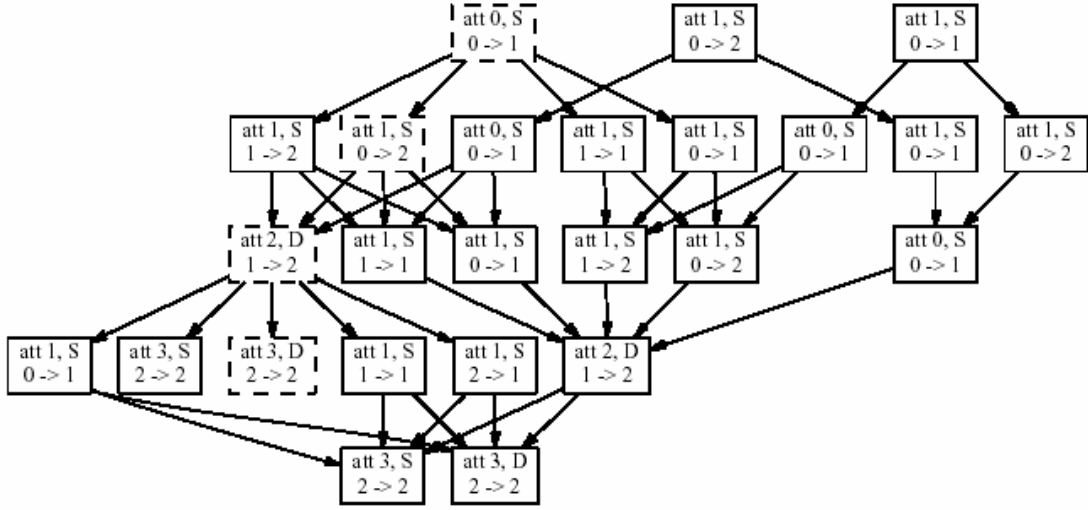 att 0, S
0 -> 1
att 1, S
0 -> 2
att 1, S
0 -> 1
att 1, S
1 -> 2
att 1, S
0 -> 2
att 0, S
0 -> 1
att 1, S
1 -> 1
att 1, S
0 -> 1
att 0, S
0 -> 1
att 1, S
0 -> 1
att 1, S
0 -> 2
att 2, D
1 -> 2
att 1, S
1 -> 1
att 1, S
0 -> 1
att 1, S
1 -> 2
att 1, S
0 -> 2
att 0, S
0 -> 1
att 1, S
0 -> 1
att 3, S
2 -> 2
att 3, D
2 -> 2
att 1, S
1 -> 1
att 1, S
2 -> 1
att 2, D
1 -> 2
att 3, S
2 -> 2
att 3, D
2 -> 2